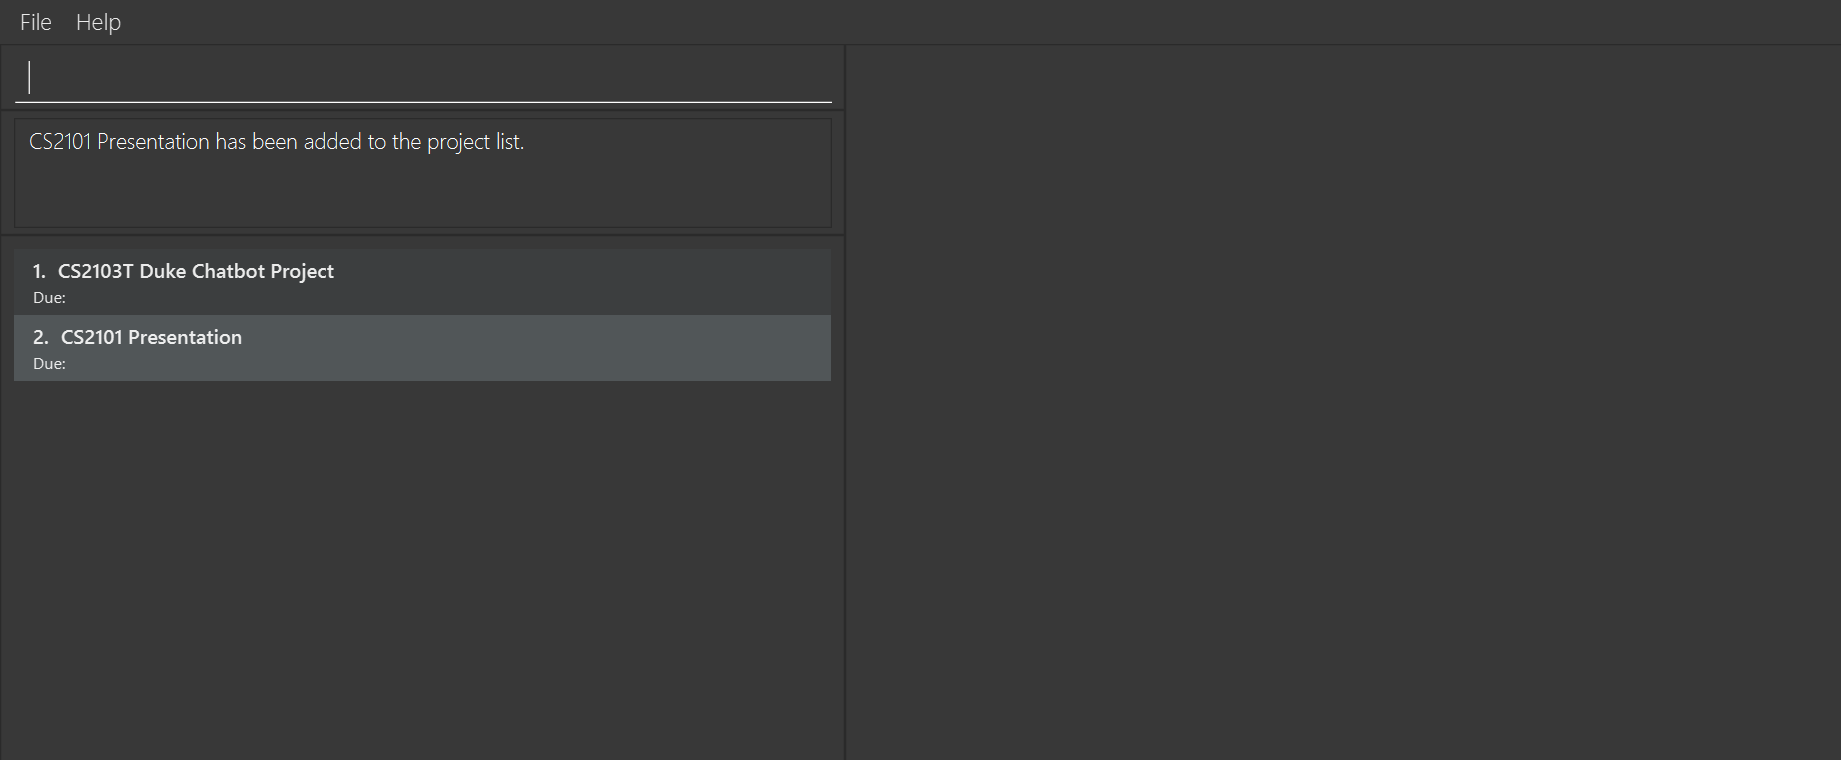 File Help
CS2101 Presentation has been added to the project list.
1. CS2103T Duke Chatbot Project
Due:
2. CS2101 Presentation
Due: